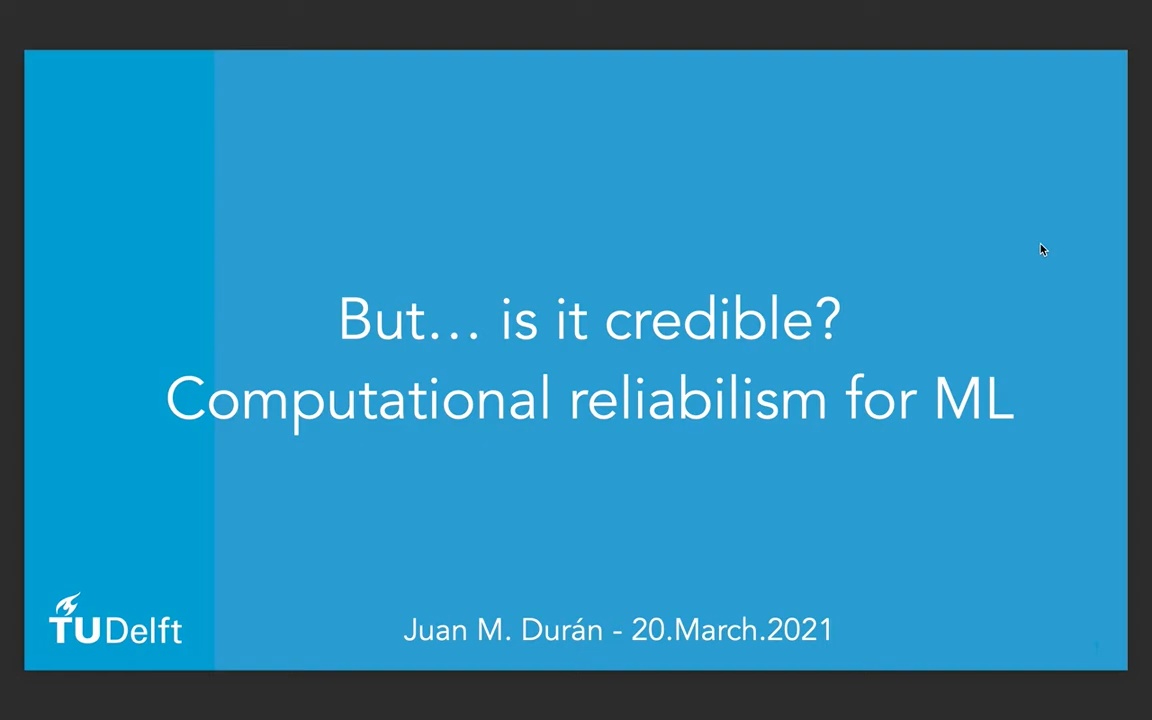 But... is it credible?
Computational reliabilism for ML
TUDelft
Juan M. Durán - 20.March.2021